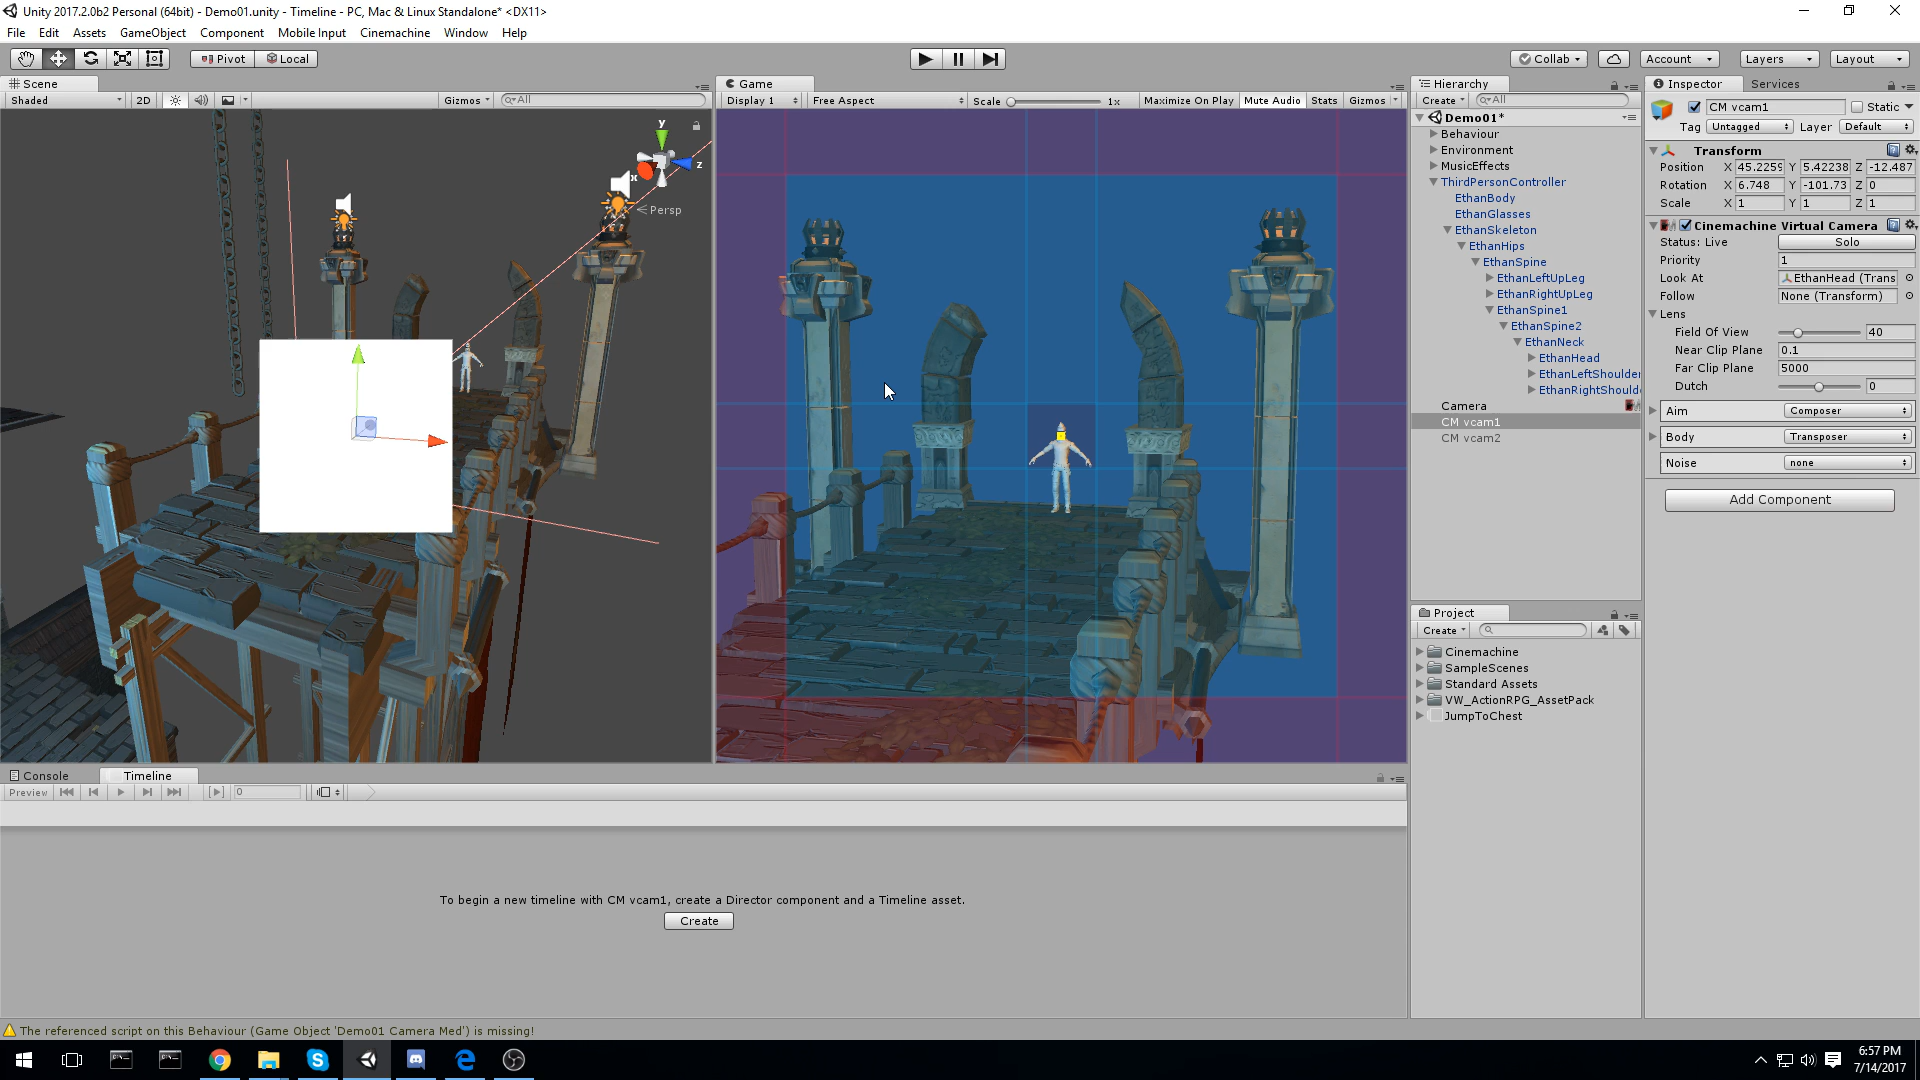 Unity 2017.2.0b2 Personal (64bit) - Demo01.unity - Timeline - PC, Mac & Linux Standalone* <DX11>
File Edit Assets GameObject Component Mobile Input Cinemachine Window Help
Pivot Local Collab Account Layers Layout
Scene
Shaded 2D Gizmos All
y
x z
Persp
Game
Display 1 Free Aspect Scale 1x Maximize On Play Mute Audio Stats Gizmos
Hierarchy
Create All
Demo01*
Behaviour
Environment
MusicEffects
ThirdPersonController
EthanBody
EthanGlasses
EthanSkeleton
EthanHips
EthanSpine
EthanLeftUpLeg
EthanRightUpLeg
EthanSpine1
EthanSpine2
EthanNeck
EthanHead
EthanLeftShoulder
EthanRightShould
Camera
CM vcam1
CM vcam2
Project
Create
Cinemachine
SampleScenes
Standard Assets
VW_ActionRPG_AssetPack
JumpToChest
Inspector Services
CM vcam1 Static
Tag Untagged Layer Default
Transform
Position X 45.2259 Y 5.42238 Z -12.487
Rotation X 6.748 Y -101.73 Z 0
Scale X 1 Y 1 Z 1
Cinemachine Virtual Camera
Status: Live Solo
Priority 1
Look At EthanHead (Trans
Follow None (Transform)
Lens
Field Of View 40
Near Clip Plane 0.1
Far Clip Plane 5000
Dutch 0
Aim Composer
Body Transposer
Noise none
Add Component
Console Timeline
Preview 0
To begin a new timeline with CM vcam1, create a Director component and a Timeline asset.
Create
The referenced script on this Behaviour (Game Object 'Demo01 Camera Med') is missing!
6:57 PM
7/14/2017